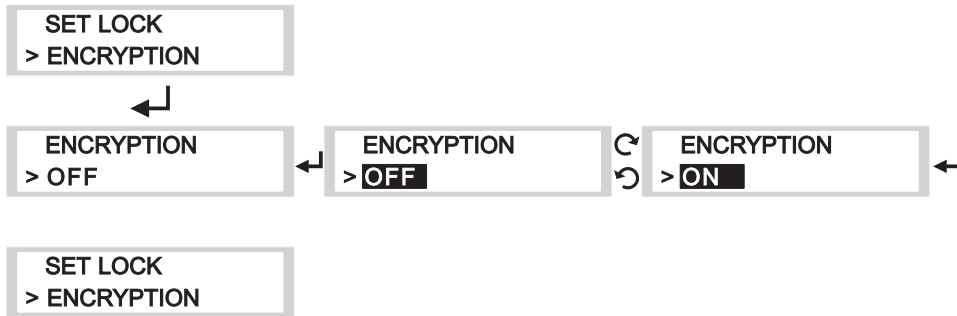 SET LOCK
> ENCRYPTION
ENCRYPTION
> OFF
ENCRYPTION
> OFF
ENCRYPTION
> ON
SET LOCK
> ENCRYPTION